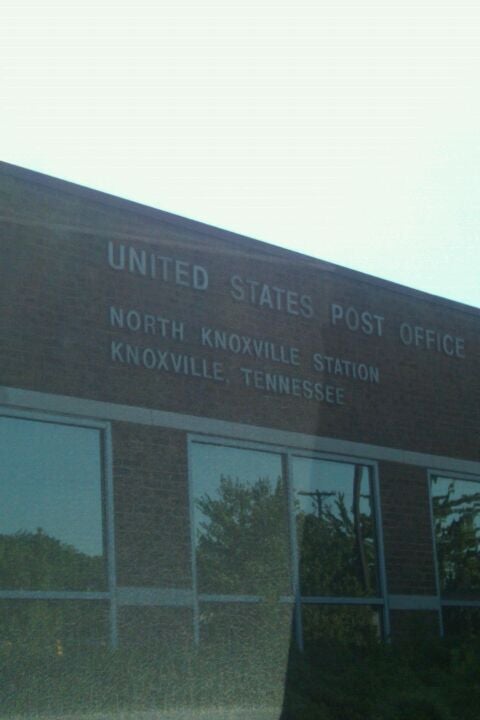 UNITED STATES POST OFFICE
NORTH KNOXVILLE STATION
KNOXVILLE, TENNESSEE